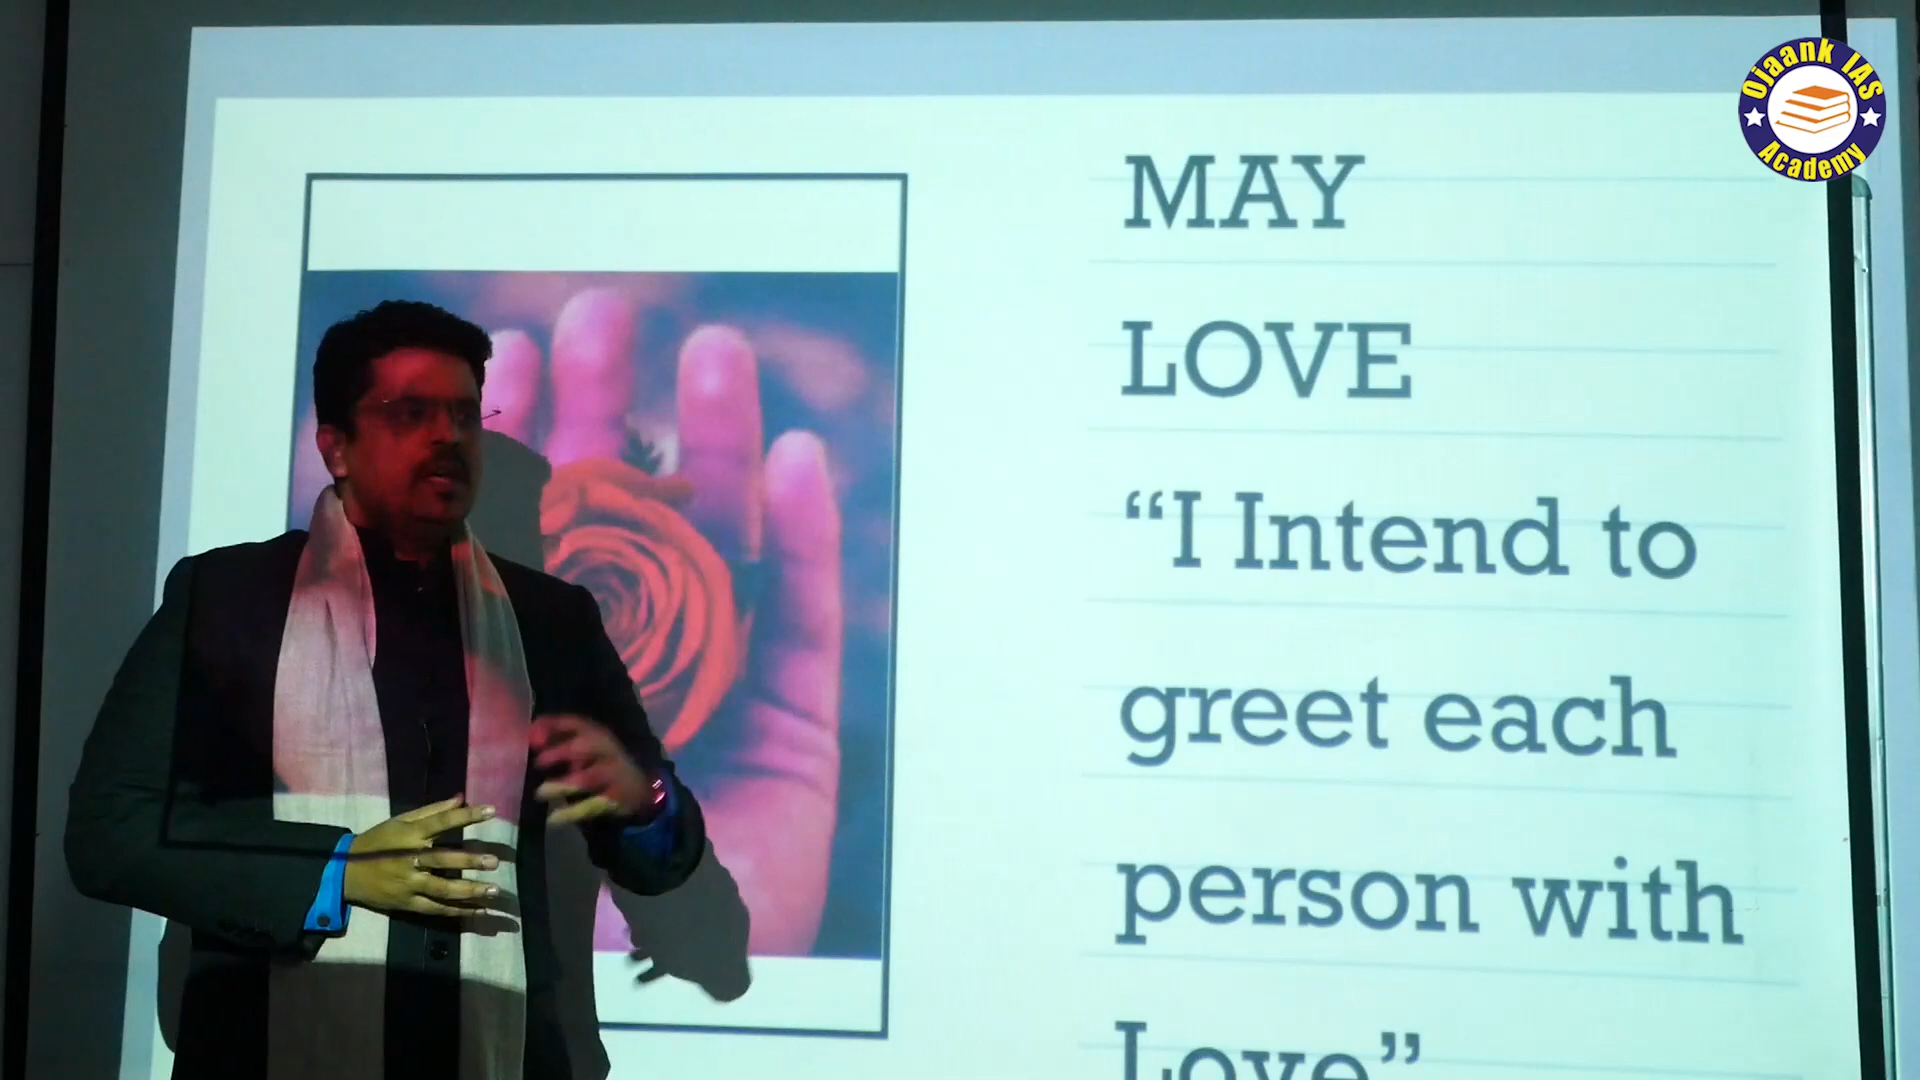 MAY
LOVE
“I Intend to
greet each
person with
Love”
Ojaank IAS
Academy